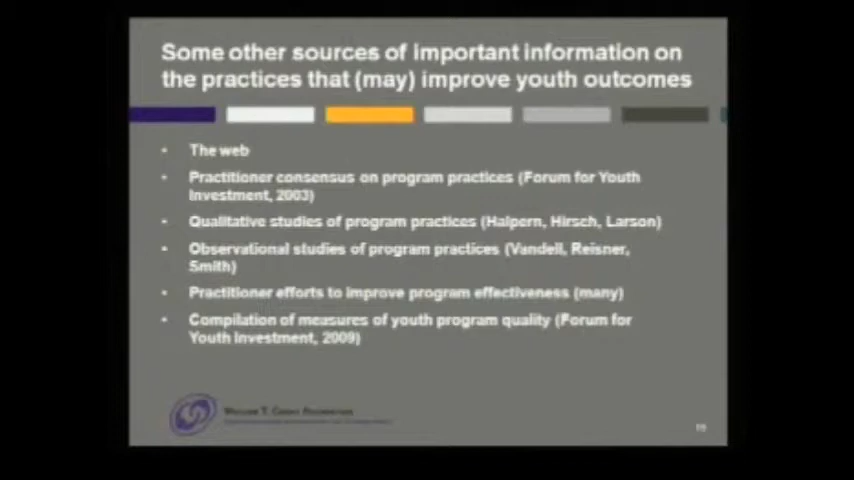 Some other sources of important information on
the practices that (may) improve youth outcomes
• The web
• Practitioner consensus on program practices (Forum for Youth
Investment, 2003)
• Qualitative studies of program practices (Halpern, Hirsch, Larson)
• Observational studies of program practices (Vandell, Reisner,
Smith)
• Practitioner efforts to improve program effectiveness (many)
• Compilation of measures of youth program quality (Forum for
Youth Investment, 2009)
William T. Grant Foundation